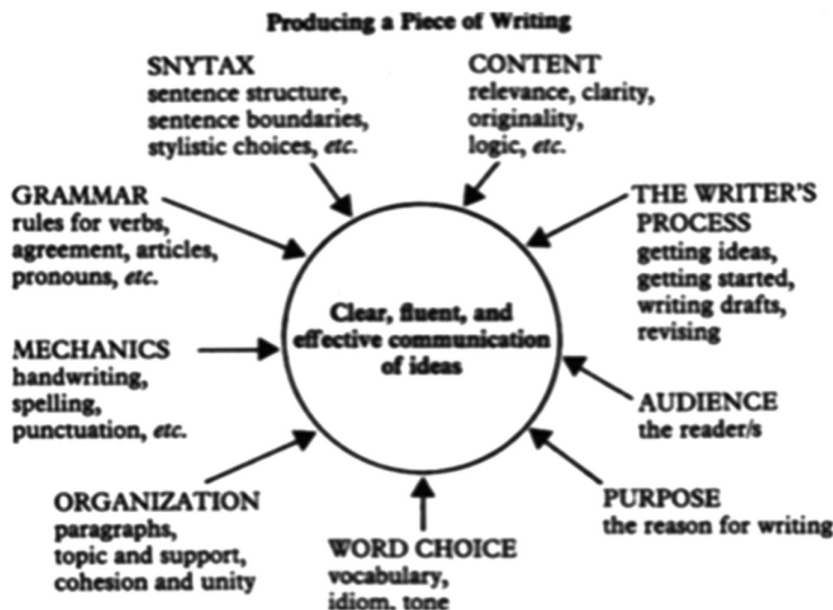 Producing a Piece of Writing
SNYTAX
sentence structure,
sentence boundaries,
stylistic choices, etc.
CONTENT
relevance, clarity,
originality,
logic, etc.
THE WRITER'S
PROCESS
getting ideas,
getting started,
writing drafts,
revising
AUDIENCE
the reader/s
PURPOSE
the reason for writing
WORD CHOICE
vocabulary,
idiom, tone
ORGANIZATION
paragraphs,
topic and support,
cohesion and unity
MECHANICS
handwriting,
spelling,
punctuation, etc.
GRAMMAR
rules for verbs,
agreement, articles,
pronouns, etc.
Clear, fluent, and
effective communication
of ideas